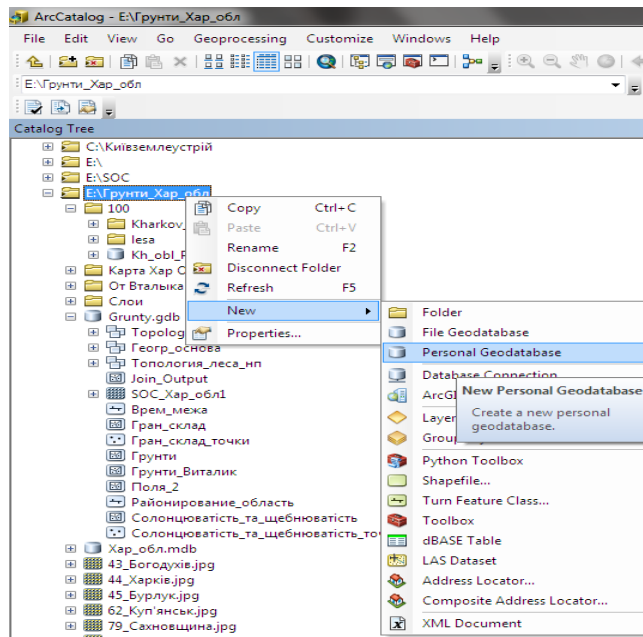 ArcCatalog - E:\Грунти_Хар_обл
File Edit View Go Geoprocessing Customize Windows Help
E:\Грунти_Хар_обл
Catalog Tree
C:\Київземлеустрій
E:\
E:\SOC
E:\Грунти_Хар_обл
100
Kharkov_
lesa
Kh_obl_
Карта Хар
От Вталыка
Слои
Grunty.gdb
Topolog
Геогр_основа
Топология_леса_нп
Join_Output
SOC_Хар_обл1
Врем_межа
Гран_склад
Гран_склад_точки
Грунти
Грунти_Виталик
Поля_2
Районирование_область
Солонцюватість_та_щебнюватість
Солонцюватість_та_щебнюватість_то
Хар_обл.mdb
43_Богодухів.jpg
44_Харків.jpg
45_Бурлук.jpg
62_Куп'янськ.jpg
79_Сахновщина.jpg
Copy Ctrl+C
Paste Ctrl+V
Rename F2
Disconnect Folder
Refresh F5
New
Properties...
Folder
File Geodatabase
Personal Geodatabase
Database Connection
ArcGI
Layer
Group
Python Toolbox
Shapefile...
Turn Feature Class...
Toolbox
dBASE Table
LAS Dataset
Address Locator...
Composite Address Locator...
XML Document
New Personal Geodatabase
Create a new personal
geodatabase.